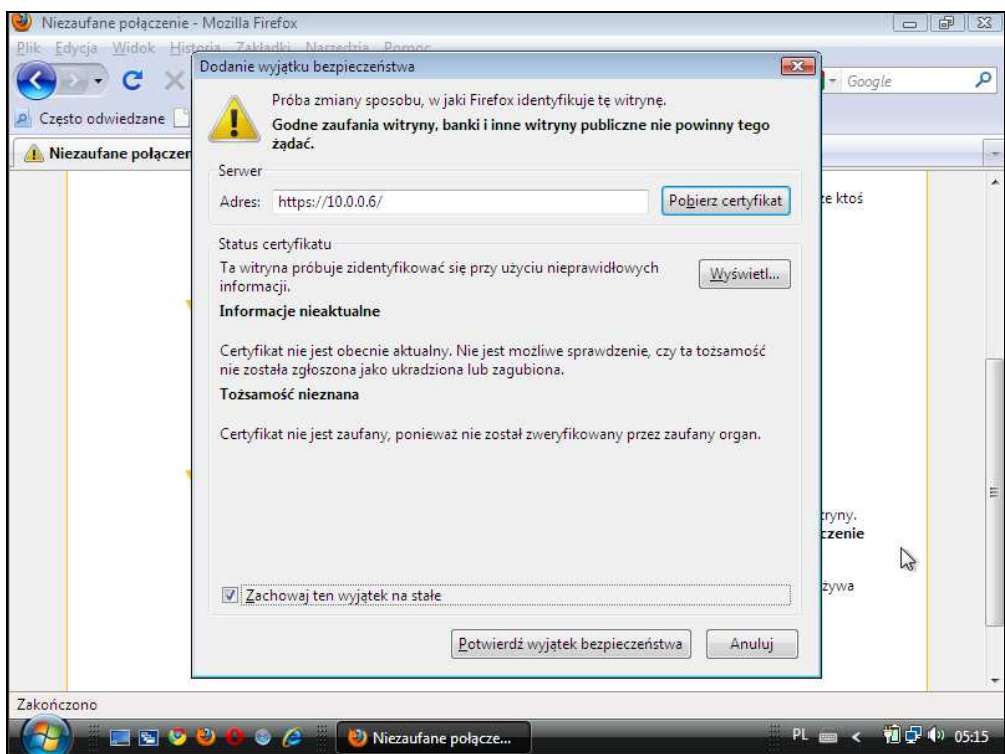 Niezaufane połączenie - Mozilla Firefox
Plik Edycja Widok Historia Zakładki Narzędzia Pomoc
Dodanie wyjątku bezpieczeństwa
Google
Często odwiedzane
Niezaufane połączen
Próba zmiany sposobu, w jaki Firefox identyfikuje tę witrynę.
Godne zaufania witryny, banki i inne witryny publiczne nie powinny tego
żądać.
Serwer
Adres: https://10.0.0.6/ Pobierz certyfikat
że ktoś
Status certyfikatu
Ta witryna próbuje zidentyfikować się przy użyciu nieprawidłowych
informacji.
Wyświetl...
Informacje nieaktualne
Certyfikat nie jest obecnie aktualny. Nie jest możliwe sprawdzenie, czy ta tożsamość
nie została zgłoszona jako ukradziona lub zagubiona.
Tożsamość nieznana
Certyfikat nie jest zaufany, ponieważ nie został zweryfikowany przez zaufany organ.
tryny.
czenie
żywa
Zachowaj ten wyjątek na stałe
Potwierdź wyjątek bezpieczeństwa Anuluj
Zakończono
Niezaufane połącze... PL 05:15